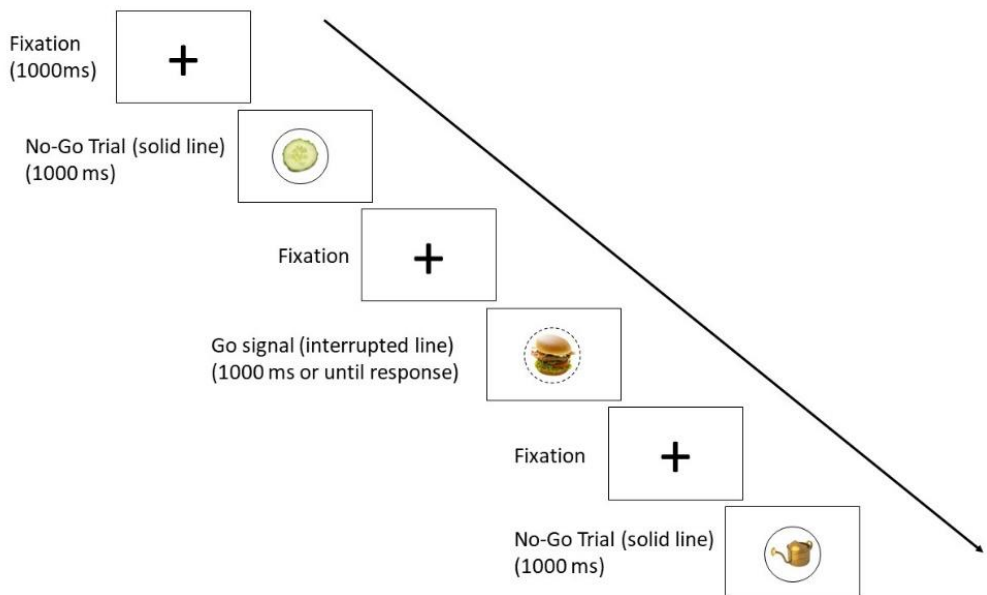 Fixation
(1000ms)
No-Go Trial (solid line)
(1000 ms)
Fixation
Go signal (interrupted line)
(1000 ms or until response)
Fixation
No-Go Trial (solid line)
(1000 ms)